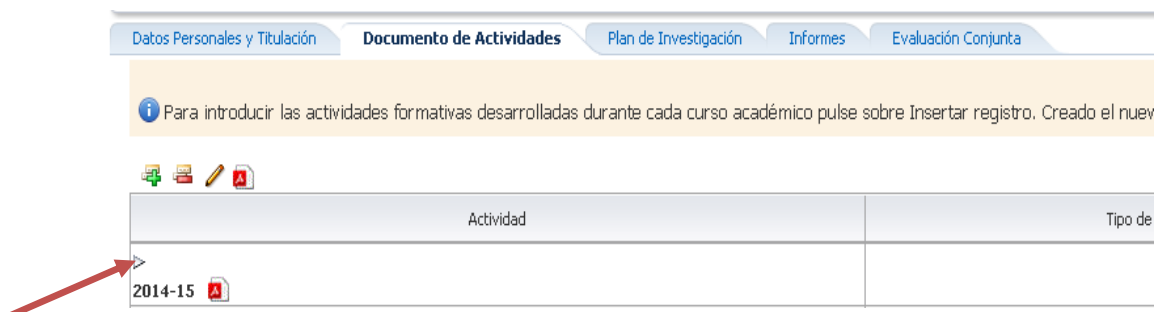 Datos Personales y Titulación Documento de Actividades Plan de Investigación Informes Evaluación Conjunta
Para introducir las actividades formativas desarrolladas durante cada curso académico pulse sobre Insertar registro. Creado el nuev
Actividad Tipo de
2014-15